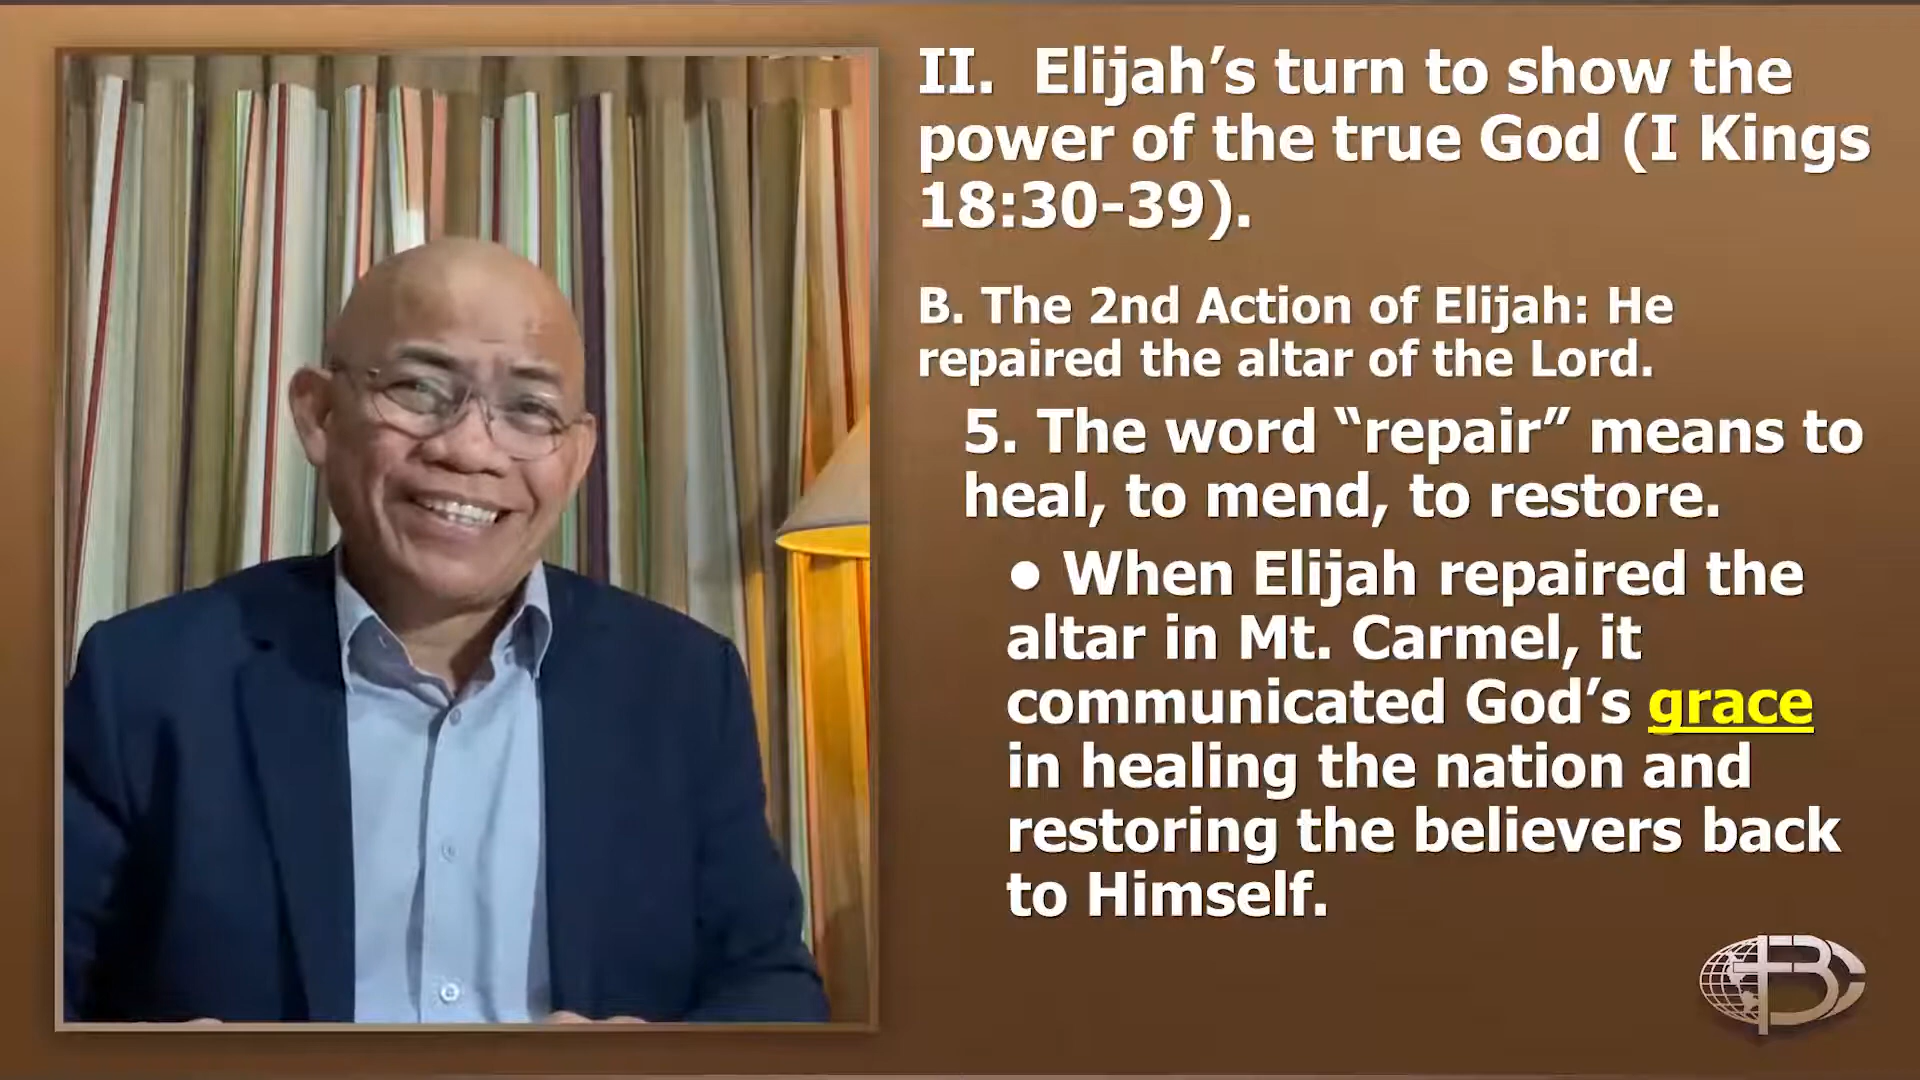 II. Elijah’s turn to show the
power of the true God (I Kings
18:30-39).
B. The 2nd Action of Elijah: He
repaired the altar of the Lord.
5. The word “repair” means to
heal, to mend, to restore.
● When Elijah repaired the
altar in Mt. Carmel, it
communicated God’s grace
in healing the nation and
restoring the believers back
to Himself.